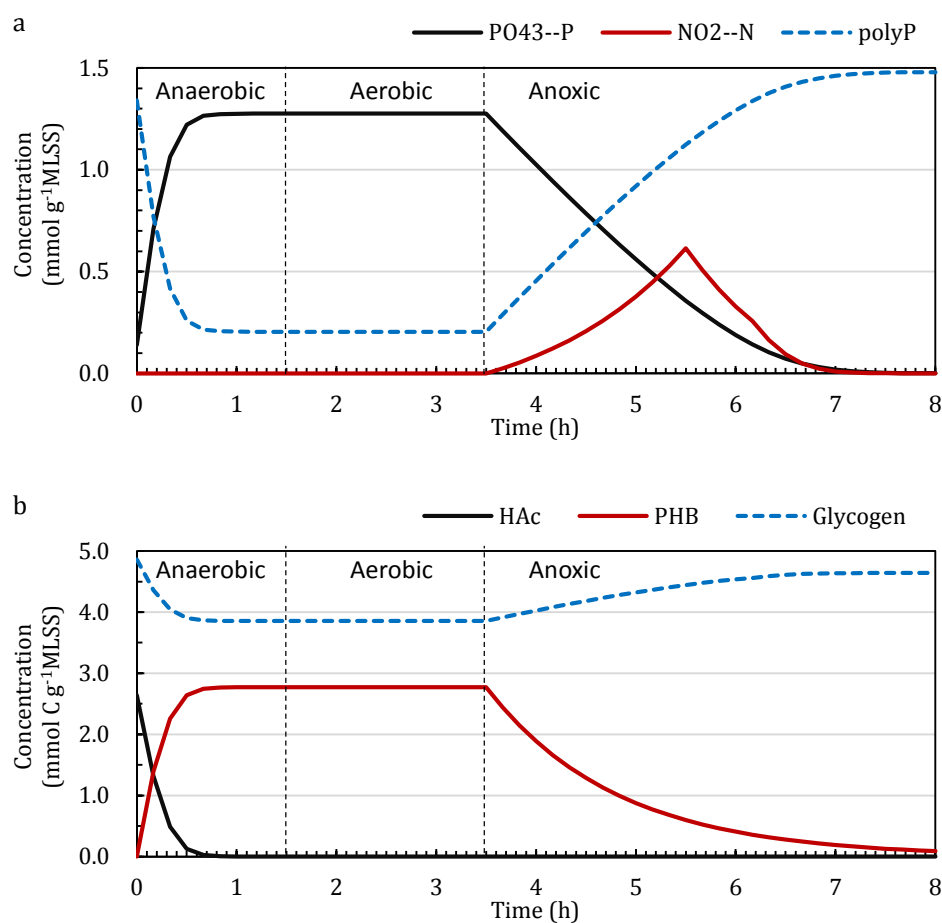 a
PO43--P NO2--N polyP
Concentration
(mmol g⁻¹MLSS)
1.5
1.0
0.5
0.0
Anaerobic Aerobic Anoxic
0 1 2 3 4 5 6 7 8
Time (h)
b
HAc PHB Glycogen
Concentration
(mmol C g⁻¹MLSS)
5.0
4.0
3.0
2.0
1.0
0.0
Anaerobic Aerobic Anoxic
0 1 2 3 4 5 6 7 8
Time (h)